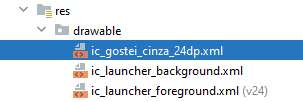 res
drawable
ic_gostei_cinza_24dp.xml
ic_launcher_background.xml
ic_launcher_foreground.xml (v24)